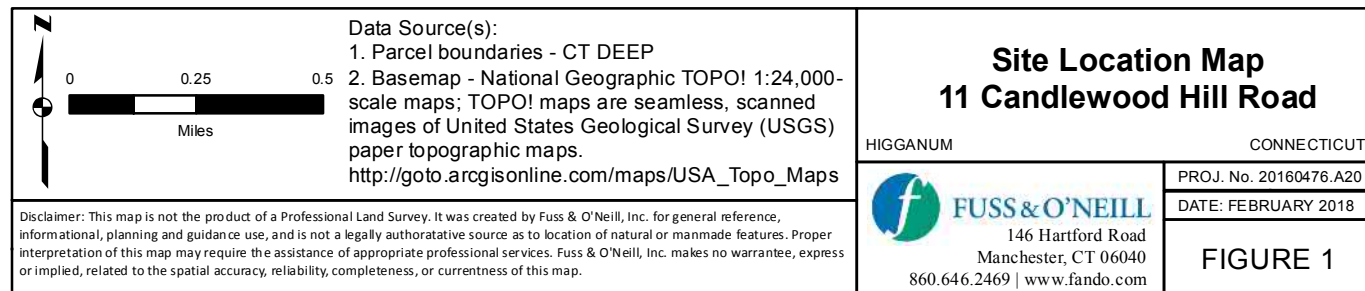 N
0 0.25 0.5
Miles
Data Source(s):
1. Parcel boundaries - CT DEEP
2. Basemap - National Geographic TOPO! 1:24,000-
scale maps; TOPO! maps are seamless, scanned
images of United States Geological Survey (USGS)
paper topographic maps.
http://goto.arcgisonline.com/maps/USA_Topo_Maps
Disclaimer: This map is not the product of a Professional Land Survey. It was created by Fuss & O'Neill, Inc. for general reference,
informational, planning and guidance use, and is not a legally authoratative source as to location of natural or manmade features. Proper
interpretation of this map may require the assistance of appropriate professional services. Fuss & O'Neill, Inc. makes no warrantee, express
or implied, related to the spatial accuracy, reliability, completeness, or currentness of this map.
Site Location Map
11 Candlewood Hill Road
HIGGANUM CONNECTICUT
f FUSS & O'NEILL
146 Hartford Road
Manchester, CT 06040
860.646.2469 | www.fando.com
PROJ. No. 20160476.A20
DATE: FEBRUARY 2018
FIGURE 1